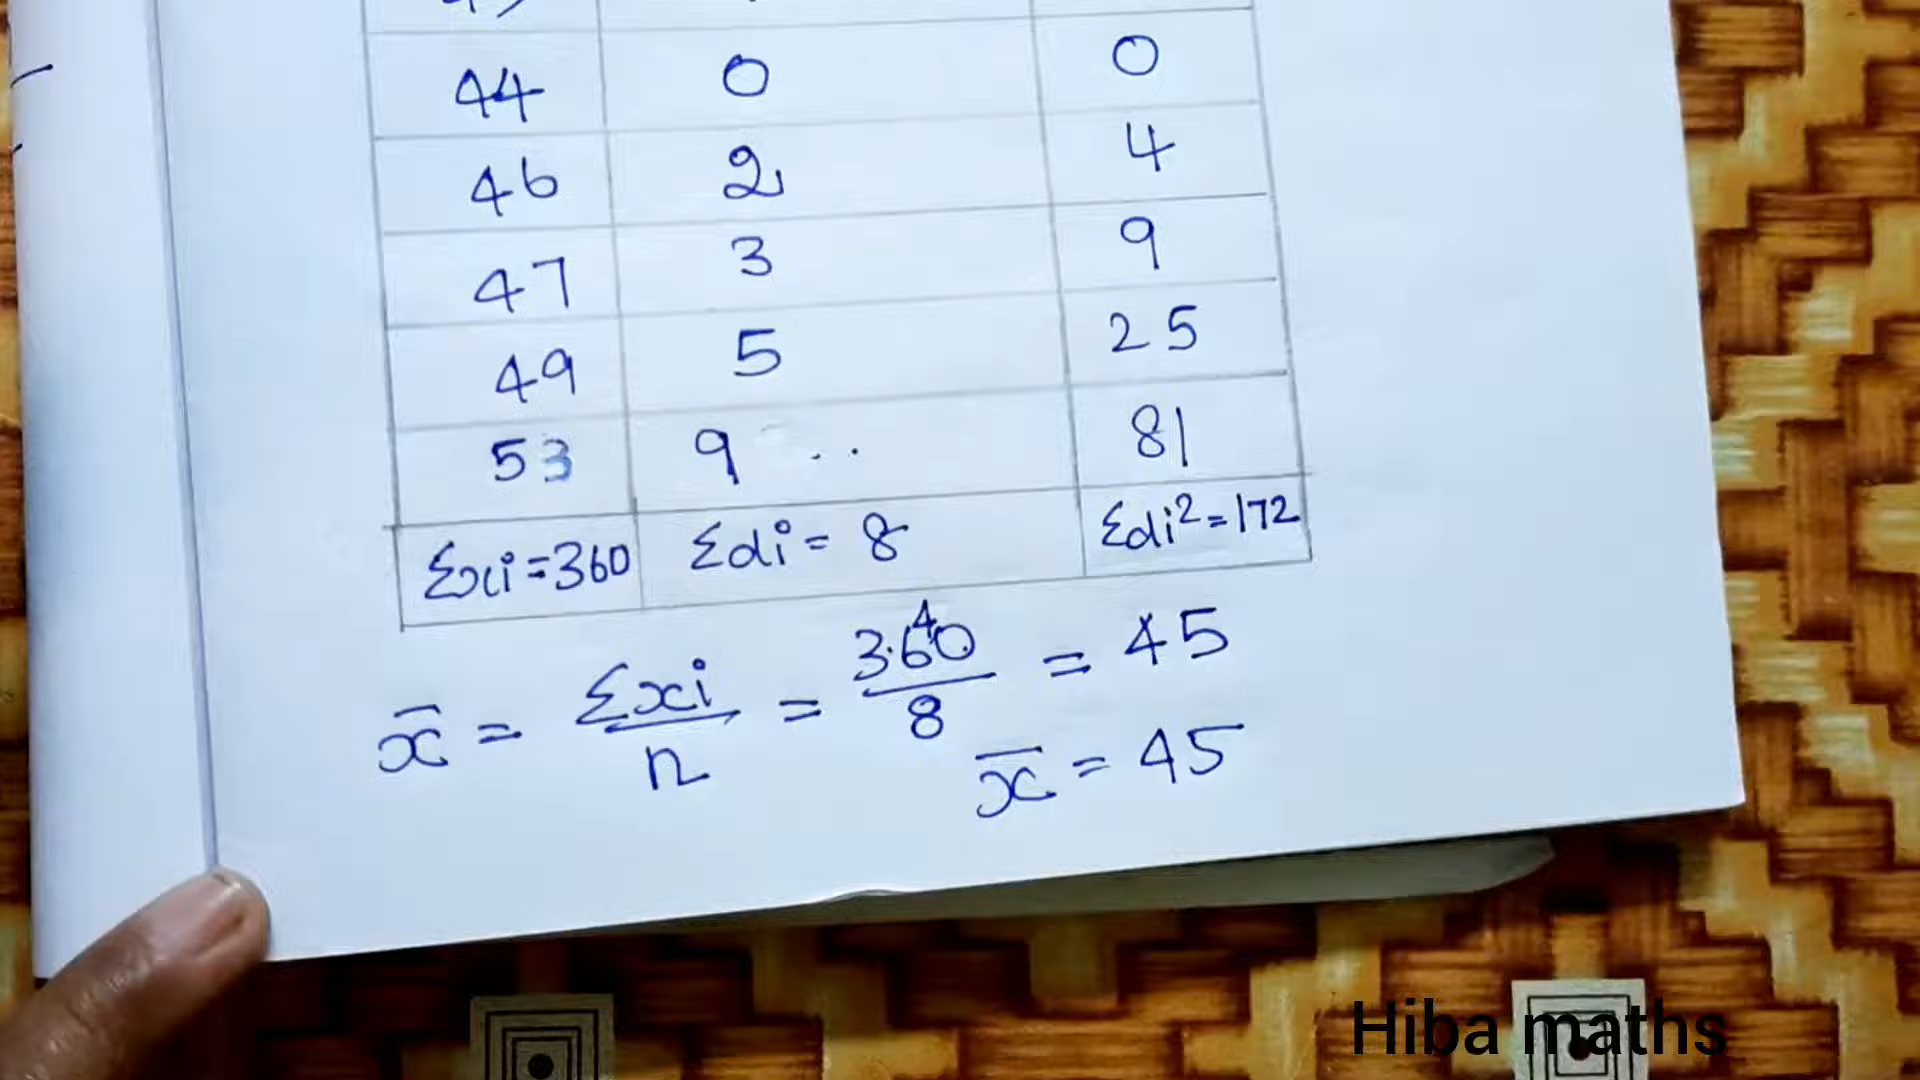 44 0 0
46 2 4
47 3 9
49 5 25
53 9 .. 81
Σxi=360 Σdi= 8 Σdi²=172
x̄ = Σxi/n = 360/8 = 45
4
x̄ = 45
Hiba maths